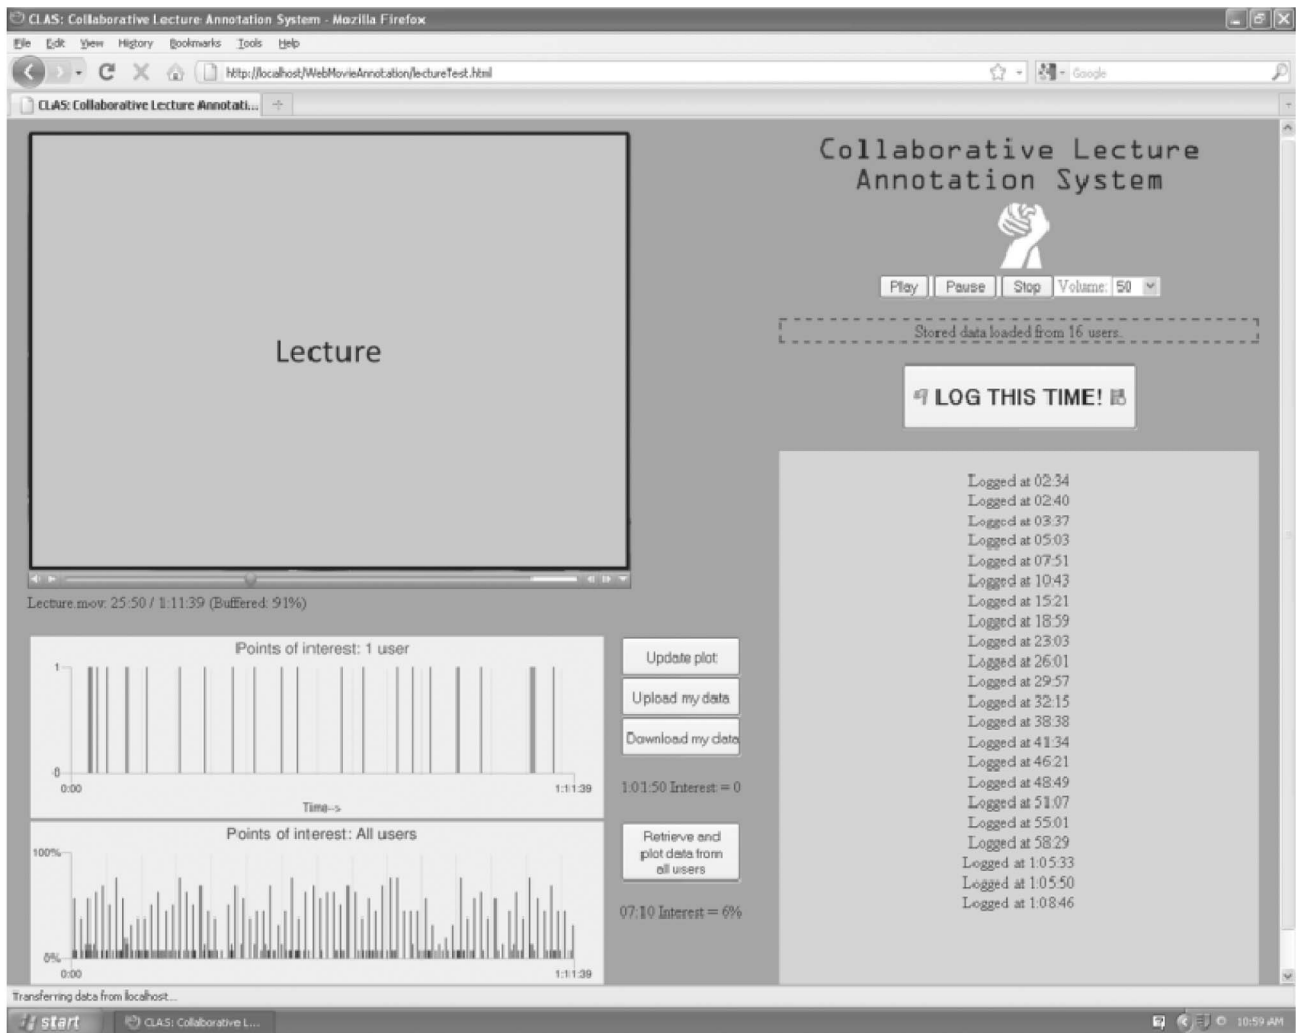 CLAS: Collaborative Lecture Annotation System - Mozilla Firefox
File Edit View History Bookmarks Tools Help
http://localhost/WebMovieAnnotation/lectureTest.html
Google
CLAS: Collaborative Lecture Annotati...
Lecture
Lecture.mov: 25:50 / 1:11:39 (Buffered: 91%)
Points of interest: 1 user
1
0
0:00
1:11:39
Time-->
Update plot
Upload my data
Download my data
1:01:50 Interest = 0
Points of interest: All users
100%
0%
0:00
1:11:39
Retrieve and
plot data from
all users
07:10 Interest = 6%
Collaborative Lecture
Annotation System
Play Pause Stop Volume: 50
Stored data loaded from 16 users.
LOG THIS TIME!
Logged at 02:34
Logged at 02:40
Logged at 03:37
Logged at 05:03
Logged at 07:51
Logged at 10:43
Logged at 15:21
Logged at 18:59
Logged at 23:03
Logged at 26:01
Logged at 29:57
Logged at 32:15
Logged at 38:38
Logged at 41:34
Logged at 46:21
Logged at 48:49
Logged at 51:07
Logged at 55:01
Logged at 58:29
Logged at 1:05:33
Logged at 1:05:50
Logged at 1:08:46
Transferring data from localhost...
start
CLAS: Collaborative L...
10:59 AM